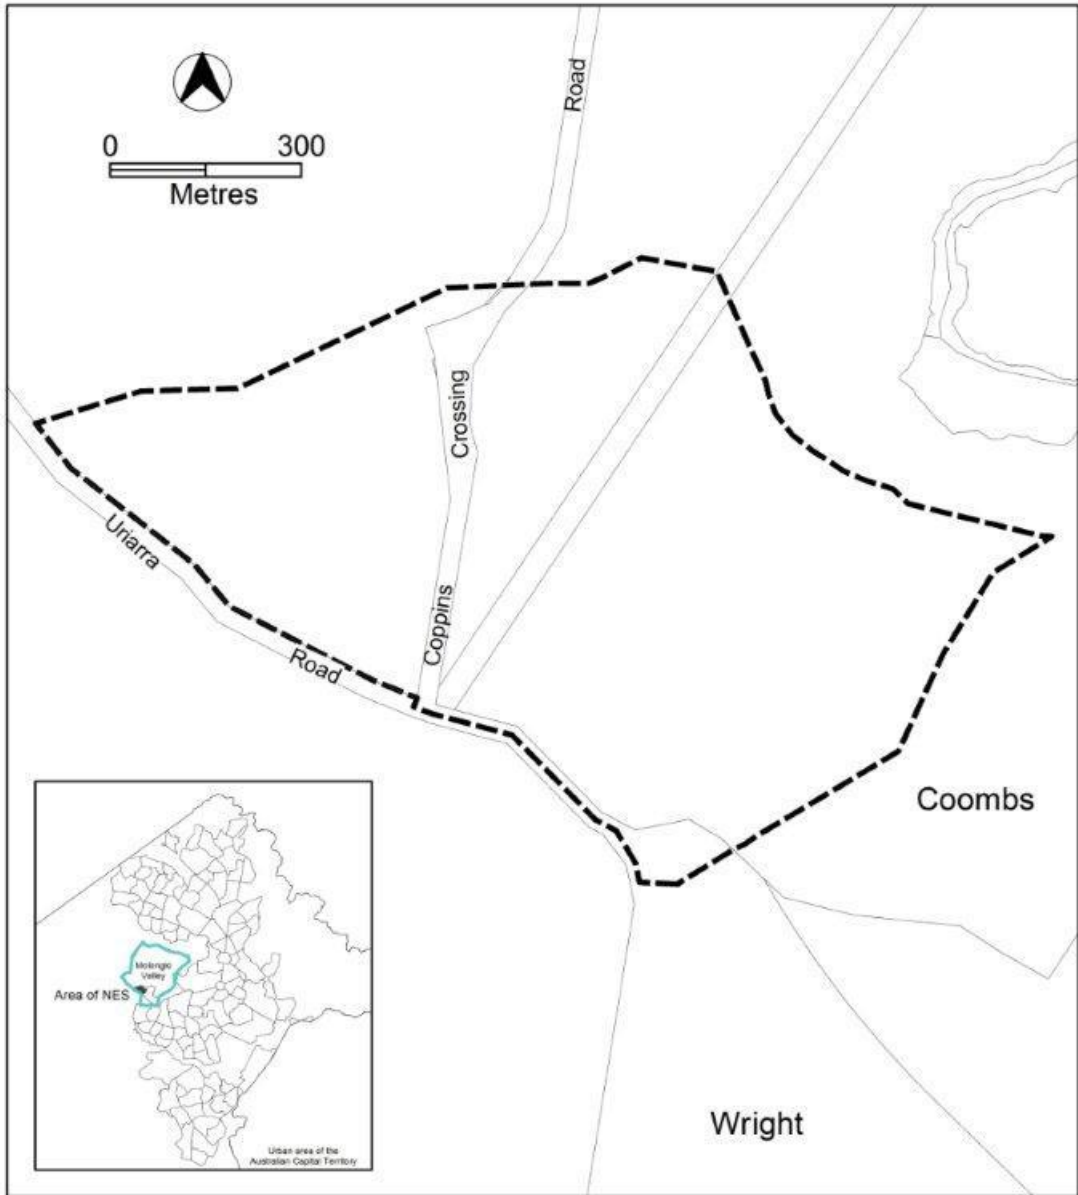 Road
0 300
Metres
Crossing
Uriarra
Coppins
Road
Coombs
Molonglo
Valley
Area of NES
Wright
Urban area of the
Australian Capital Territory